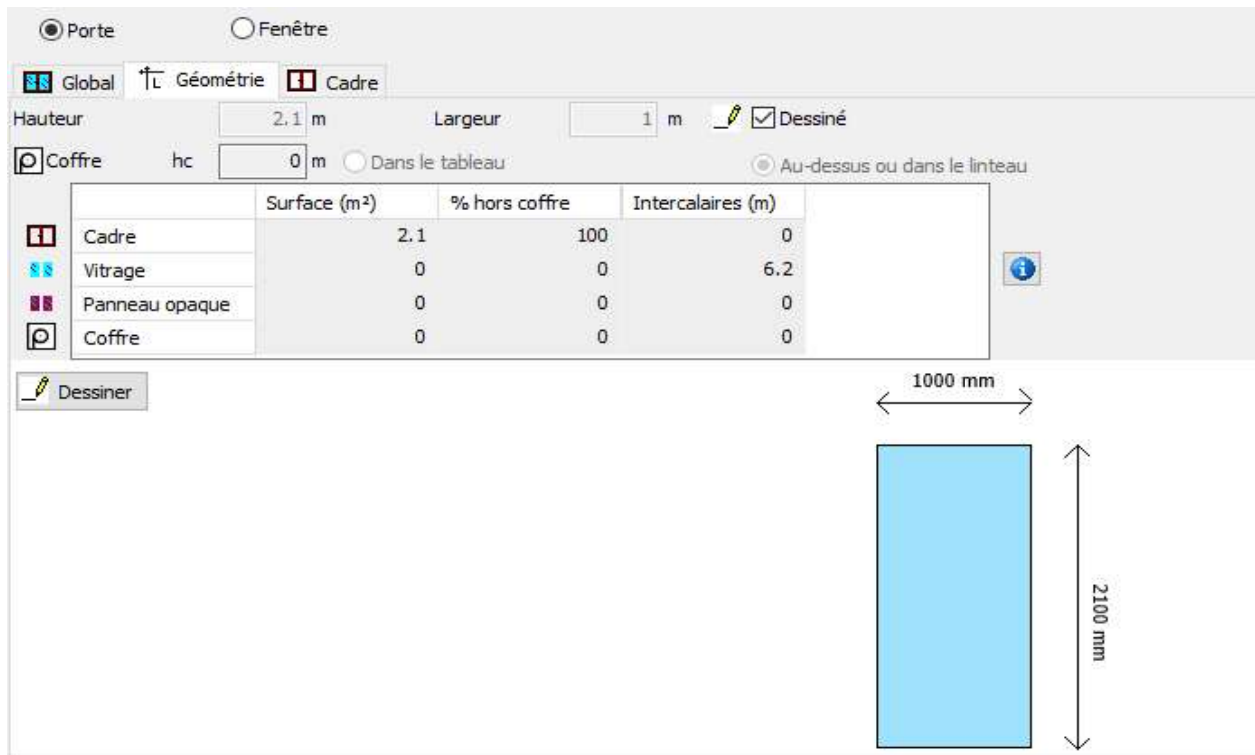 Porte Fenêtre
Global Géométrie Cadre
Hauteur 2.1 m Largeur 1 m Dessiné
Coffre hc 0 m Dans le tableau Au-dessus ou dans le linteau
Surface (m²) % hors coffre Intercalaires (m)
Cadre 2.1 100 0
Vitrage 0 0 6.2
Panneau opaque 0 0 0
Coffre 0 0 0
Dessiner
1000 mm
2100 mm